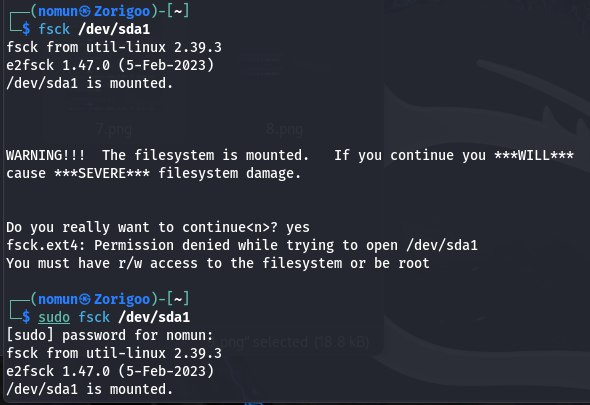 ┌──(nomun㉿Zorigoo)-[~]
└─$ fsck /dev/sda1
fsck from util-linux 2.39.3
e2fsck 1.47.0 (5-Feb-2023)
/dev/sda1 is mounted.
7.png 8.png
WARNING!!!  The filesystem is mounted.   If you continue you ***WILL***
cause ***SEVERE*** filesystem damage.
Do you really want to continue<n>? yes
fsck.ext4: Permission denied while trying to open /dev/sda1
You must have r/w access to the filesystem or be root
┌──(nomun㉿Zorigoo)-[~]
└─$ sudo fsck /dev/sda1
[sudo] password for nomun:
.png" selected (18.8 kB)
fsck from util-linux 2.39.3
e2fsck 1.47.0 (5-Feb-2023)
/dev/sda1 is mounted.